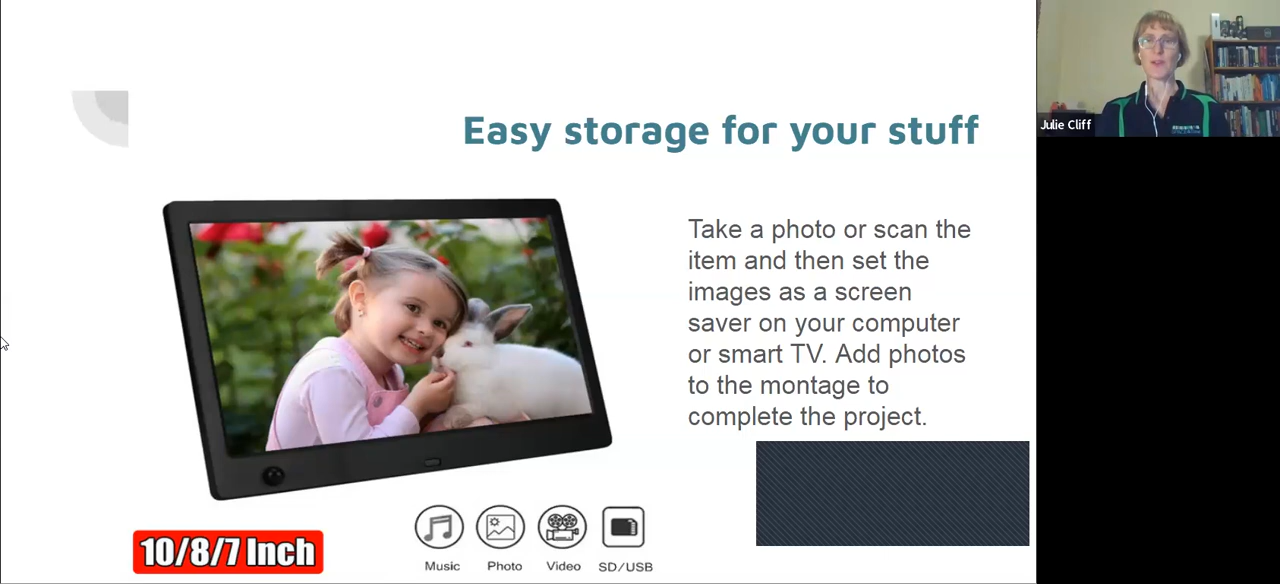 Easy storage for your stuff
Julie Cliff
Take a photo or scan the
item and then set the
images as a screen
saver on your computer
or smart TV. Add photos
to the montage to
complete the project.
10/8/7 Inch
Music Photo Video SD/USB